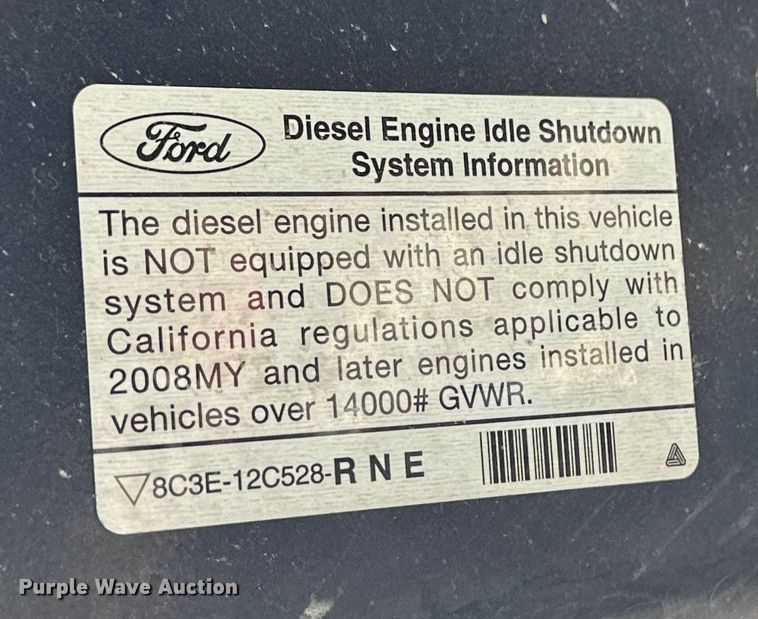 Ford
Diesel Engine Idle Shutdown
System Information
The diesel engine installed in this vehicle
is NOT equipped with an idle shutdown
system and DOES NOT comply with
California regulations applicable to
2008MY and later engines installed in
vehicles over 14000# GVWR.
8C3E-12C528-R N E
Purple Wave Auction